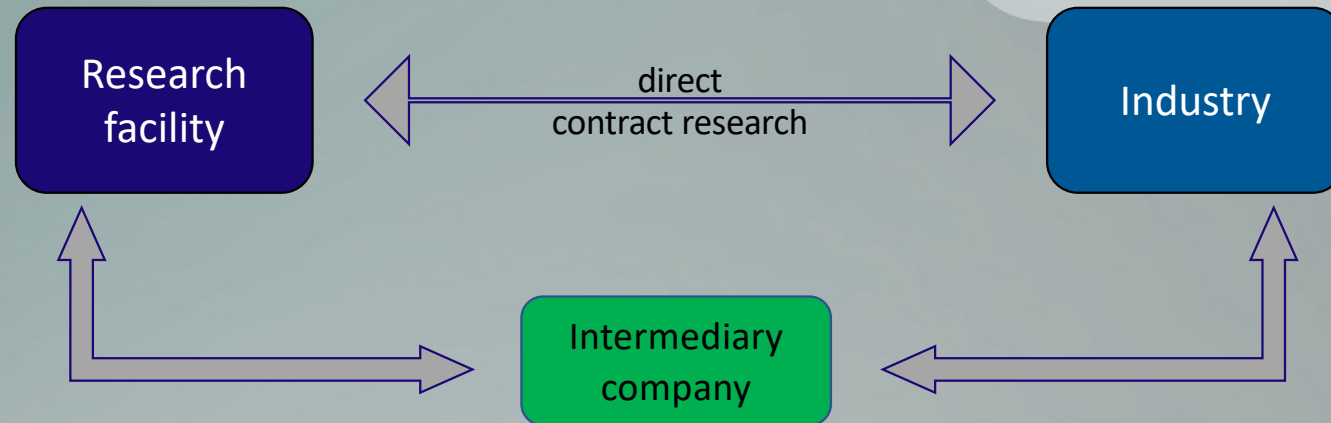 Research
facility
direct
contract research
Industry
Intermediary
company